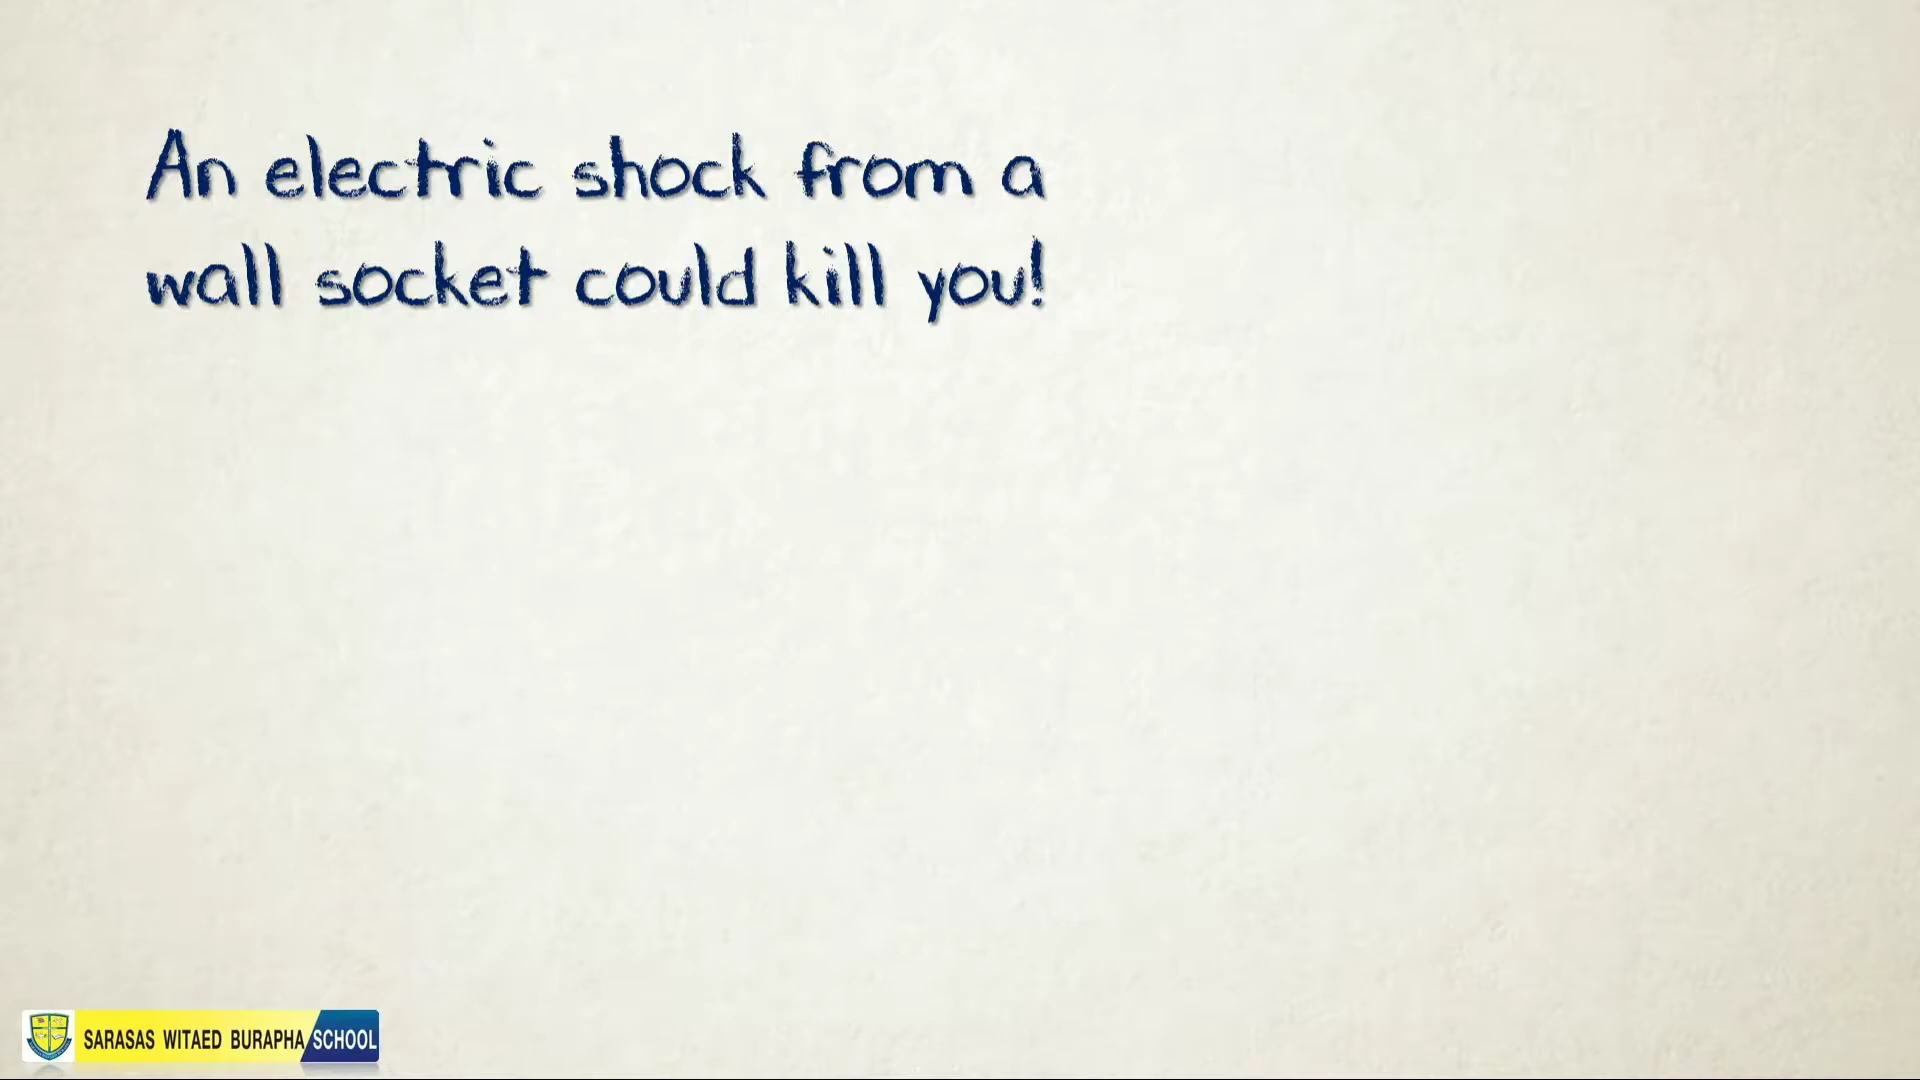 An electric shock from a
wall socket could kill you!
SARASAS WITAED BURAPHA SCHOOL